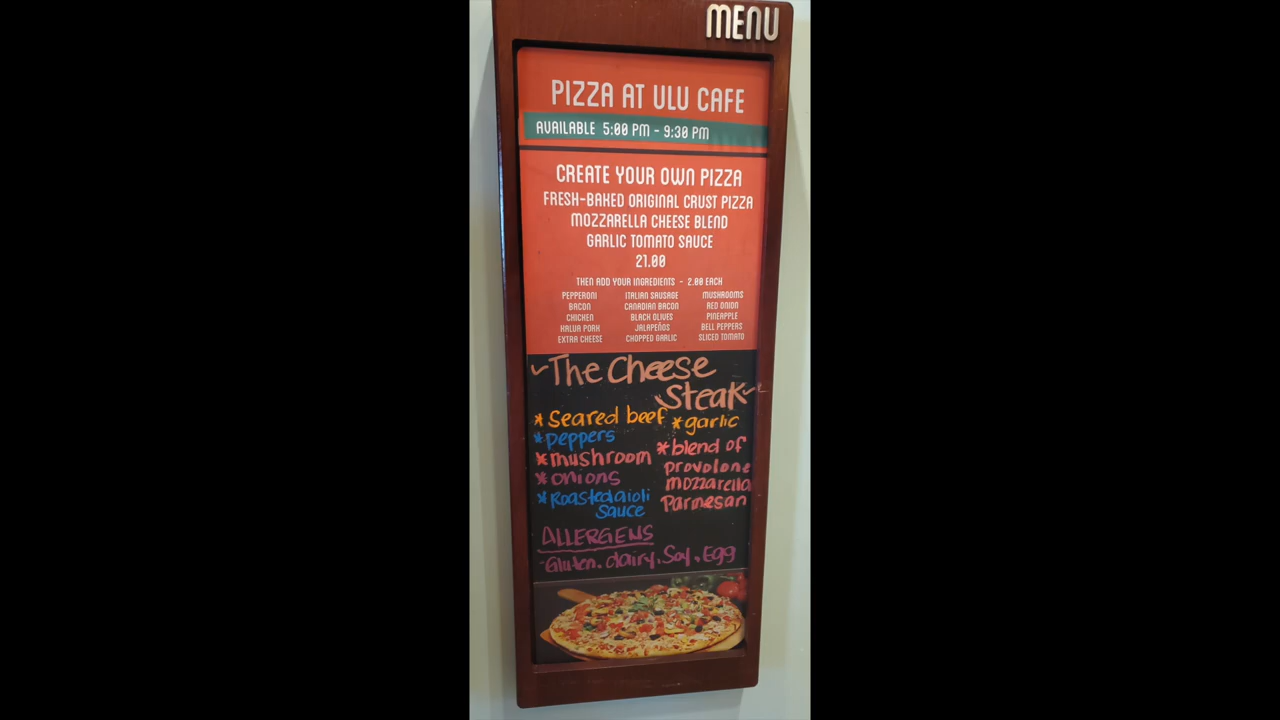 MENU
PIZZA AT ULU CAFE
AVAILABLE 5:00 PM - 9:30 PM
CREATE YOUR OWN PIZZA
FRESH-BAKED ORIGINAL CRUST PIZZA
MOZZARELLA CHEESE BLEND
GARLIC TOMATO SAUCE
21.00
THEN ADD YOUR INGREDIENTS - 2.00 EACH
PEPPERONI ITALIAN SAUSAGE MUSHROOMS
BACON CANADIAN BACON RED ONION
CHICKEN BLACK OLIVES PINEAPPLE
KALUA PORK JALAPEÑOS BELL PEPPERS
EXTRA CHEESE CHOPPED GARLIC SLICED TOMATO
The Cheese
Steak
*Seared beef
*peppers
*mushroom
*onions
*Roasted aioli
Sauce
*garlic
*blend of
provolone
mozzarella
Parmesan
ALLERGENS
-Gluten, dairy, Soy, Egg